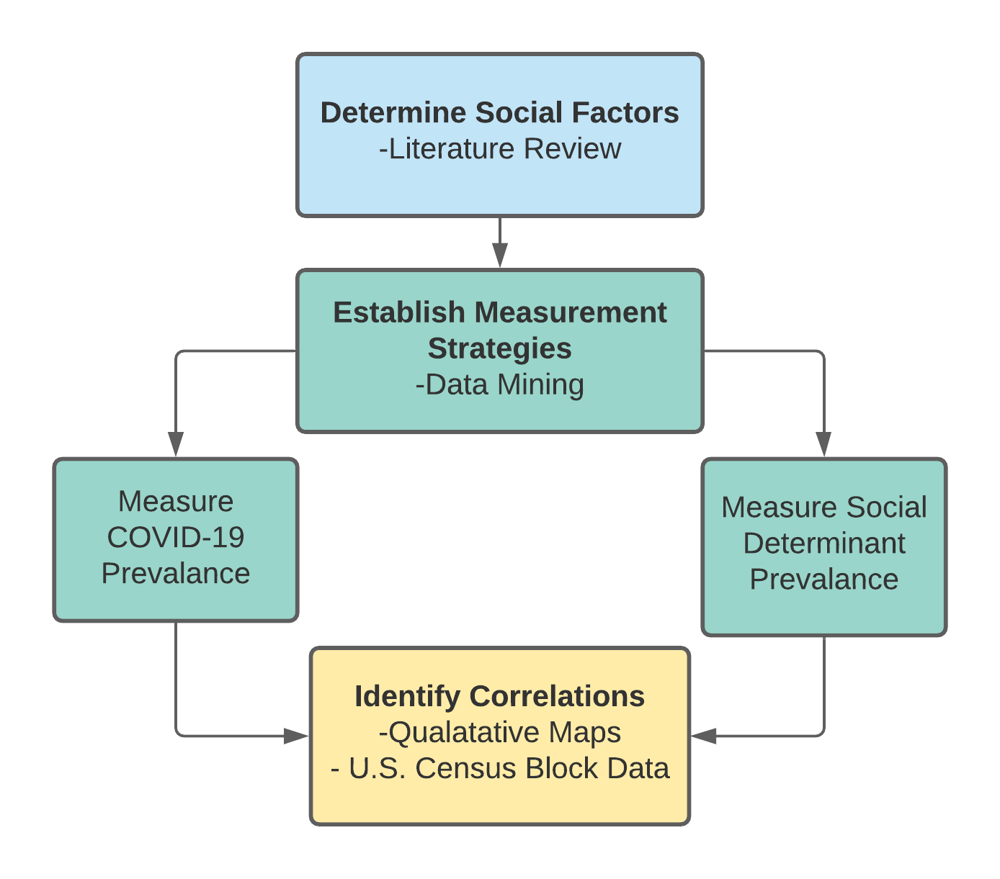 Determine Social Factors
-Literature Review
Establish Measurement
Strategies
-Data Mining
Measure
COVID-19
Prevalance
Measure Social
Determinant
Prevalance
Identify Correlations
-Qualatative Maps
- U.S. Census Block Data